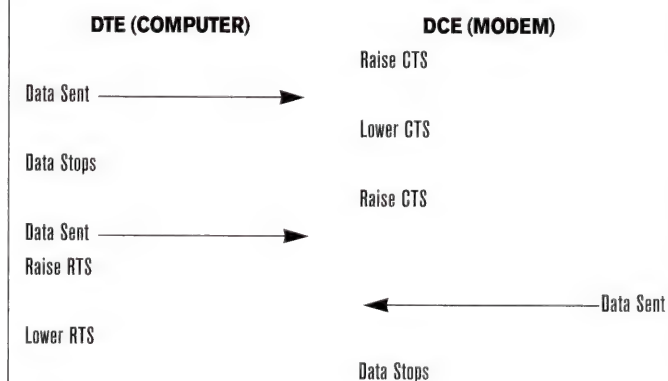 DTE (COMPUTER) DCE (MODEM)
Raise CTS
Data Sent
Lower CTS
Data Stops
Raise CTS
Data Sent
Raise RTS
Data Sent
Lower RTS
Data Stops